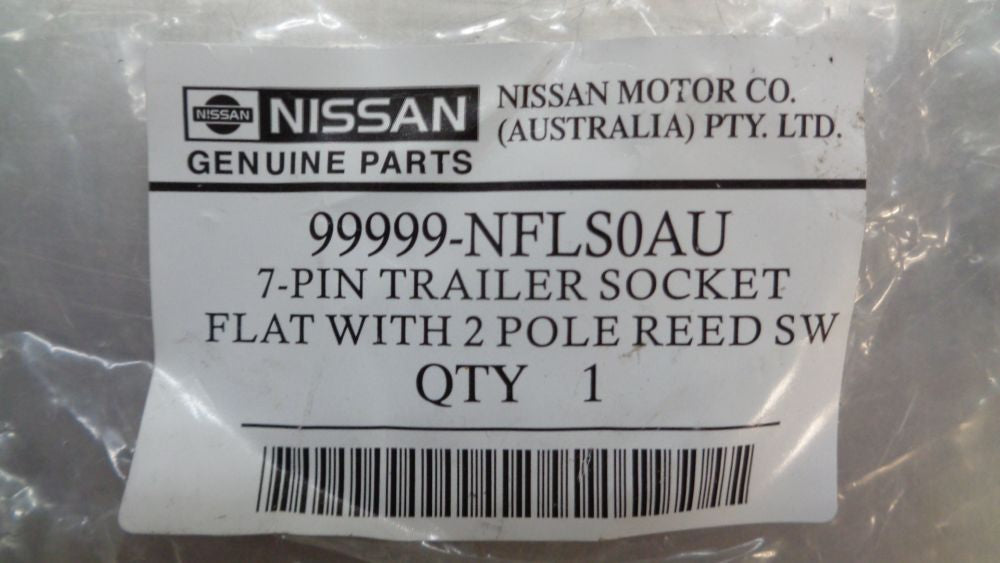 NISSAN NISSAN
GENUINE PARTS
NISSAN MOTOR CO.
(AUSTRALIA) PTY. LTD.
99999-NFLS0AU
7-PIN TRAILER SOCKET
FLAT WITH 2 POLE REED SW
QTY 1